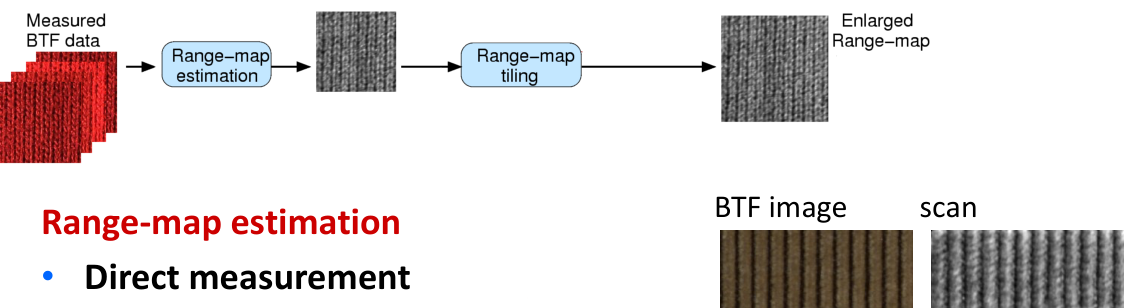 Measured
BTF data
Range-map
estimation
Range-map
tiling
Enlarged
Range-map
Range-map estimation
BTF image
scan
• Direct measurement